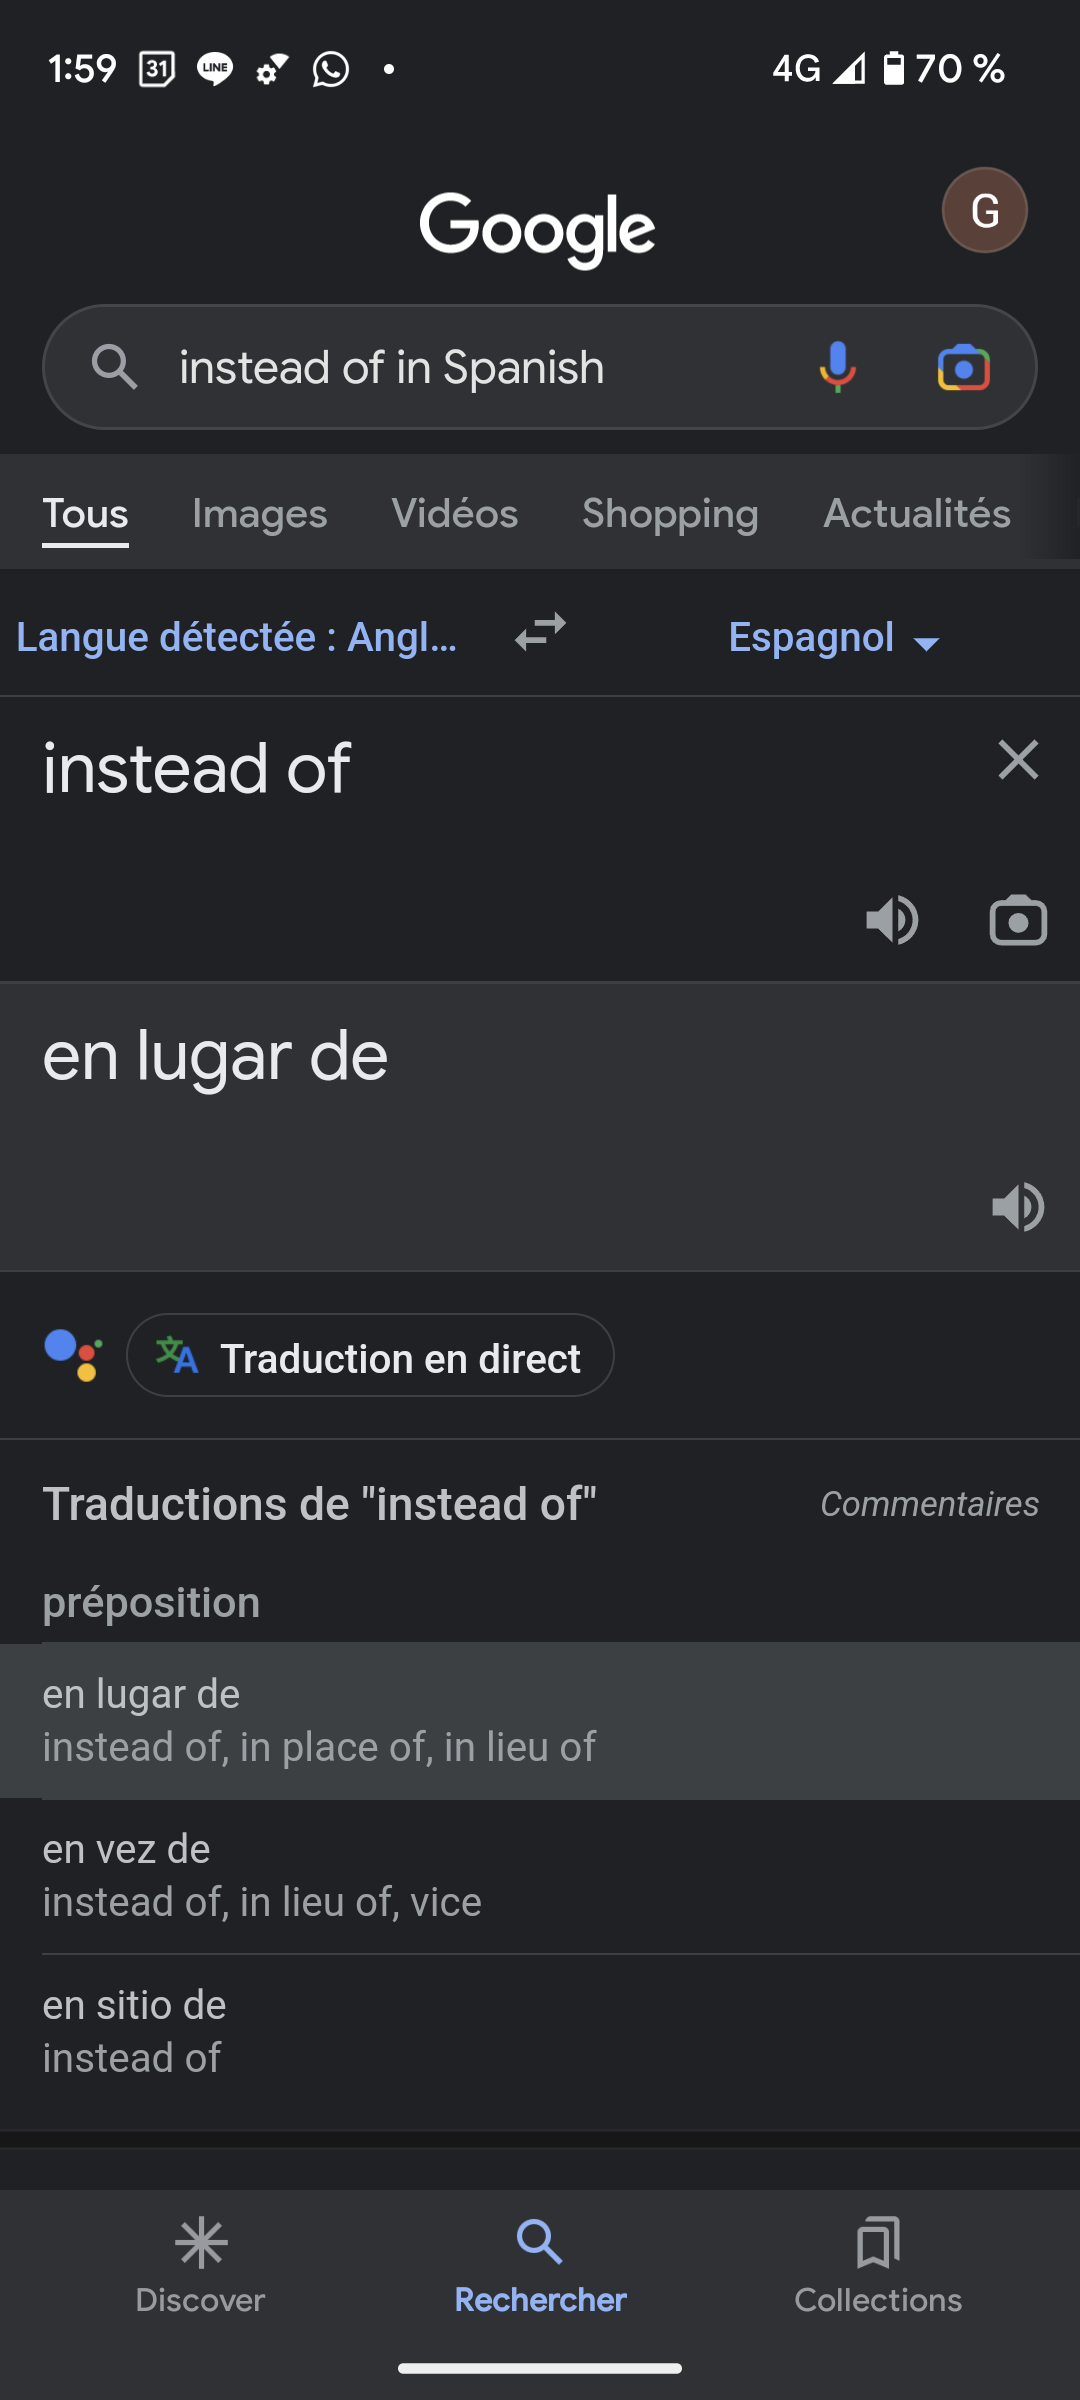 1:59 31 LINE 4G 70 %
Google G
instead of in Spanish
Tous Images Vidéos Shopping Actualités
Langue détectée : Angl... Espagnol
instead of
en lugar de
文A Traduction en direct
Traductions de "instead of" Commentaires
préposition
en lugar de
instead of, in place of, in lieu of
en vez de
instead of, in lieu of, vice
en sitio de
instead of
Discover Rechercher Collections